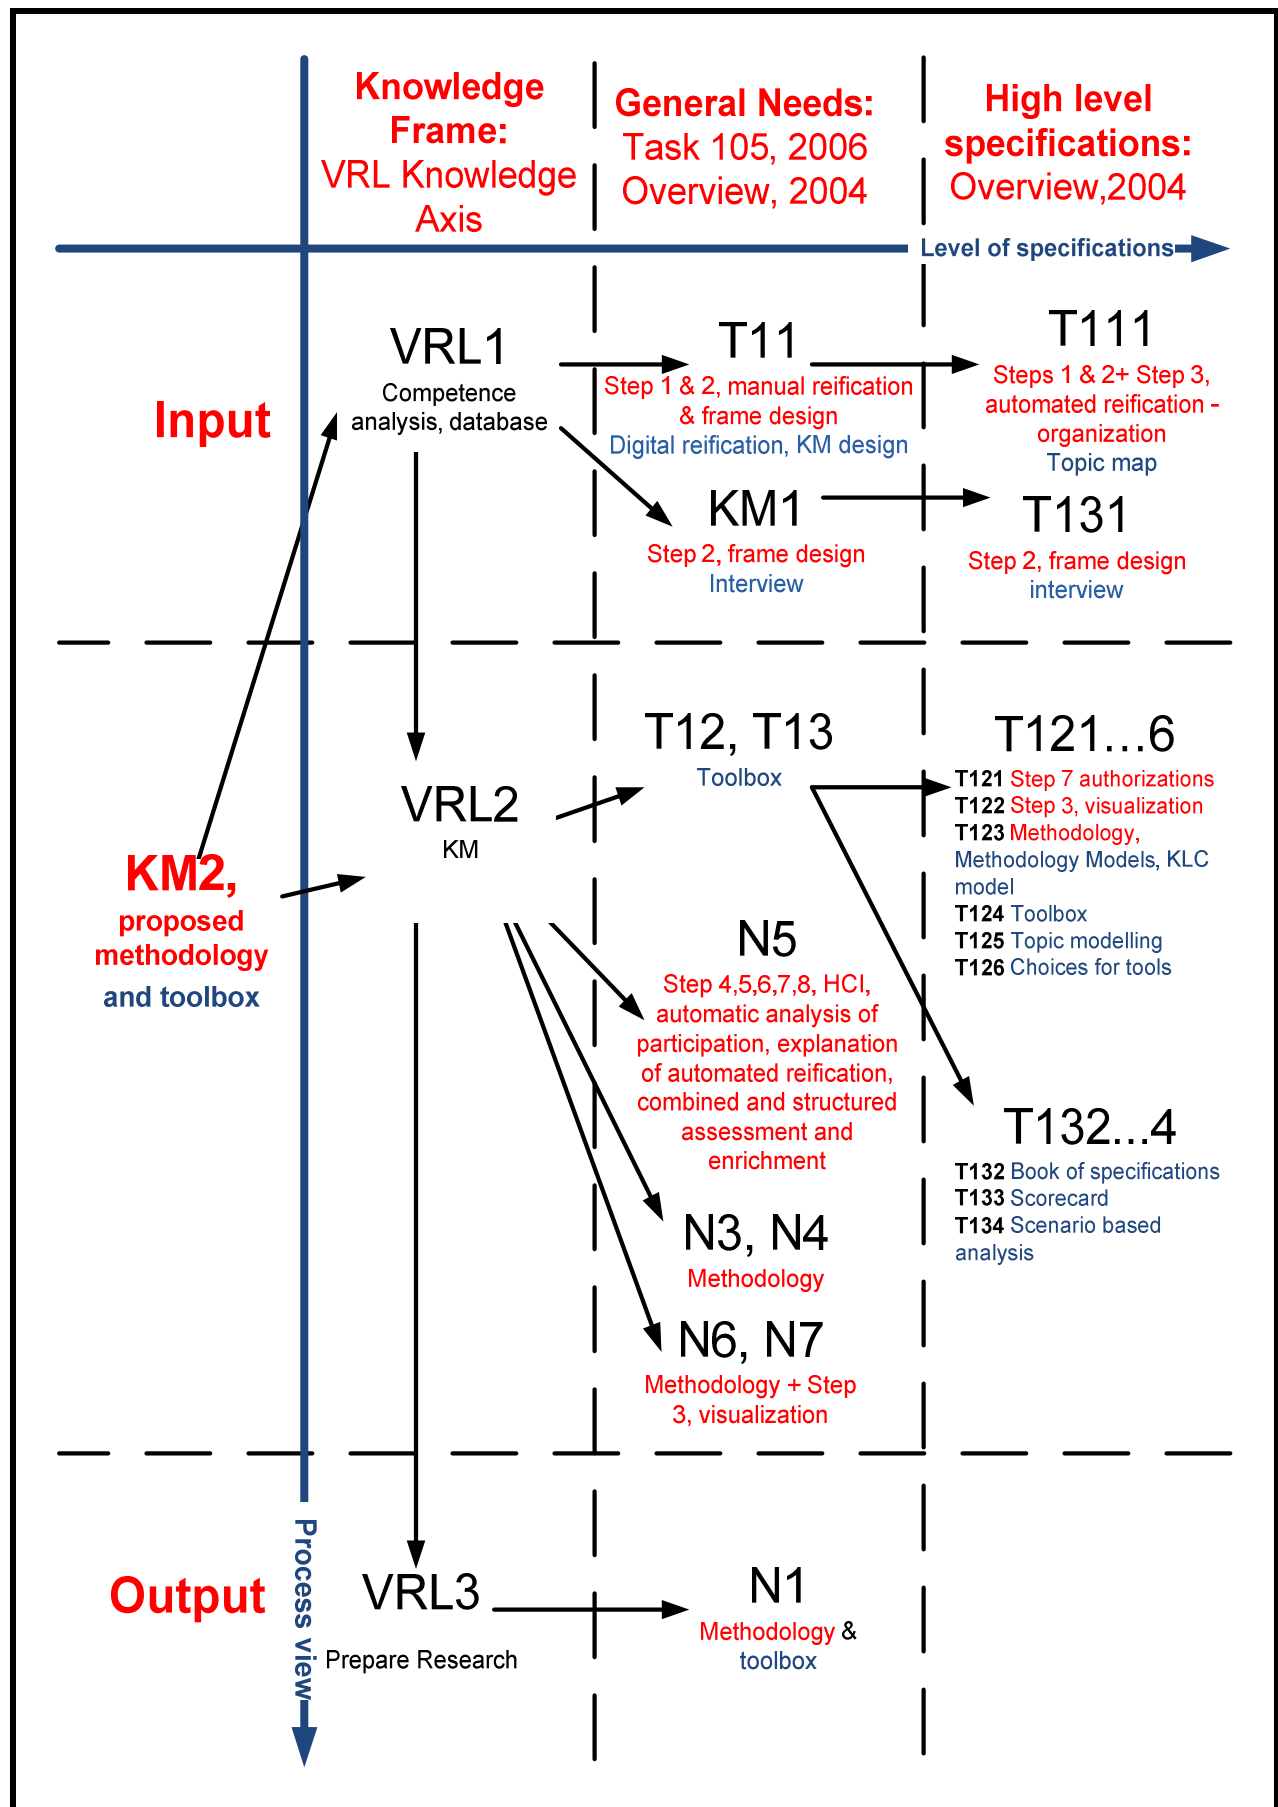 Knowledge
Frame:
VRL Knowledge
Axis
General Needs:
Task 105, 2006
Overview, 2004
High level
specifications:
Overview,2004
Level of specifications
Input
VRL1
Competence
analysis, database
T11
Step 1 & 2, manual reification
& frame design
Digital reification, KM design
KM1
Step 2, frame design
Interview
T111
Steps 1 & 2+ Step 3,
automated reification -
organization
Topic map
T131
Step 2, frame design
interview
KM2,
proposed
methodology
and toolbox
VRL2
KM
T12, T13
Toolbox
N5
Step 4,5,6,7,8, HCI,
automatic analysis of
participation, explanation
of automated reification,
combined and structured
assessment and
enrichment
N3, N4
Methodology
N6, N7
Methodology + Step
3, visualization
T121...6
T121 Step 7 authorizations
T122 Step 3, visualization
T123 Methodology,
Methodology Models, KLC
model
T124 Toolbox
T125 Topic modelling
T126 Choices for tools
T132...4
T132 Book of specifications
T133 Scorecard
T134 Scenario based
analysis
Output
Process view
VRL3
Prepare Research
N1
Methodology &
toolbox